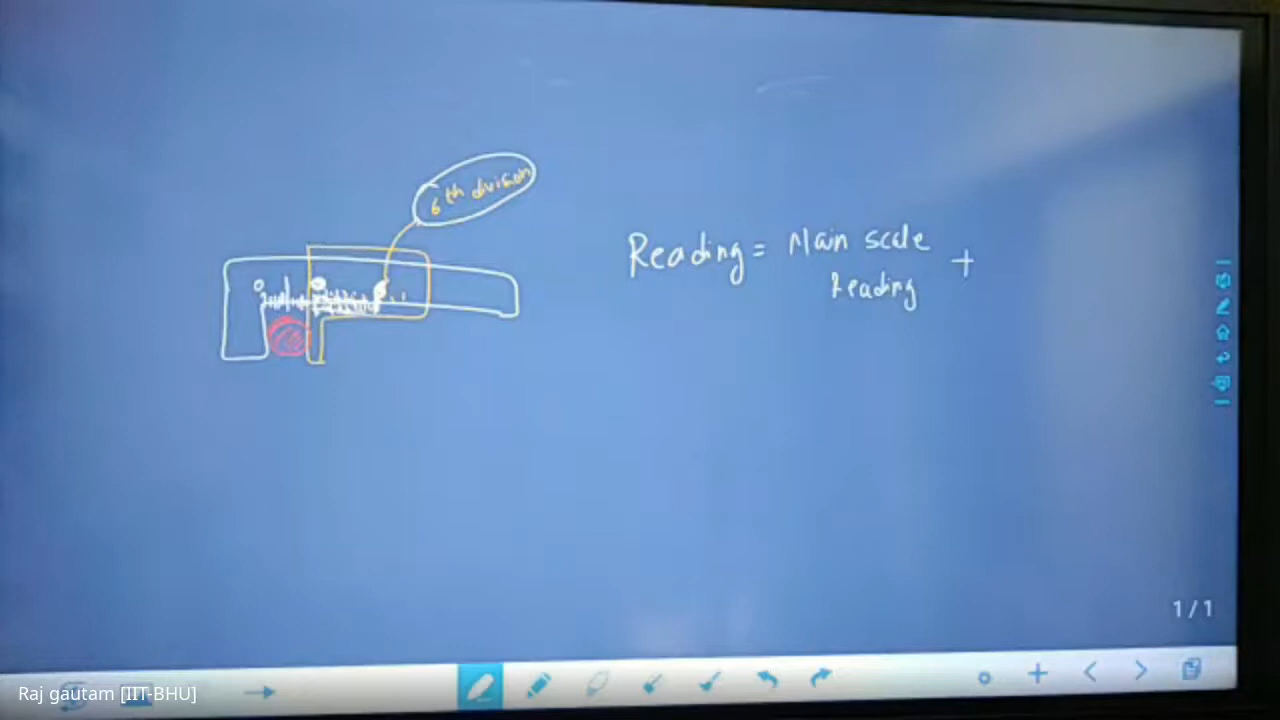 6th division
Reading = Main scale +
Reading
1/1
Raj gautam [IIT-BHU]